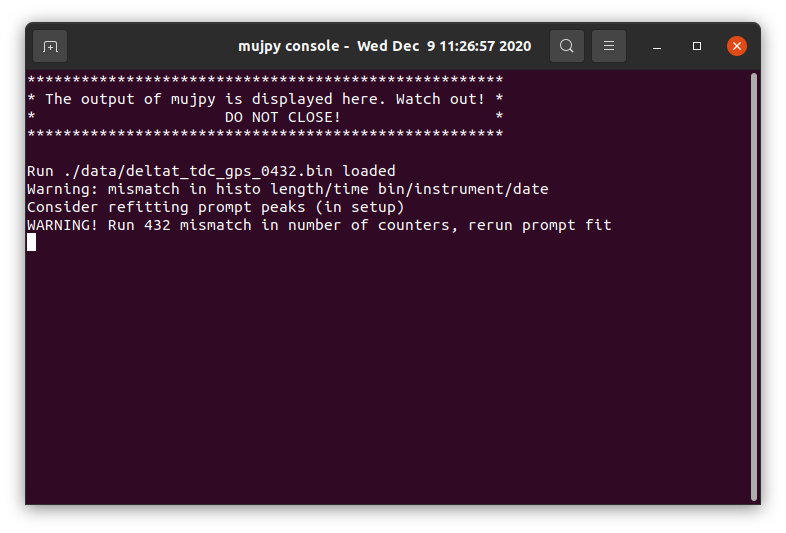 mujpy console -  Wed Dec  9 11:26:57 2020
*****************************************************
* The output of mujpy is displayed here. Watch out! *
*                     DO NOT CLOSE!                 *
*****************************************************
Run ./data/deltat_tdc_gps_0432.bin loaded
Warning: mismatch in histo length/time bin/instrument/date
Consider refitting prompt peaks (in setup)
WARNING! Run 432 mismatch in number of counters, rerun prompt fit